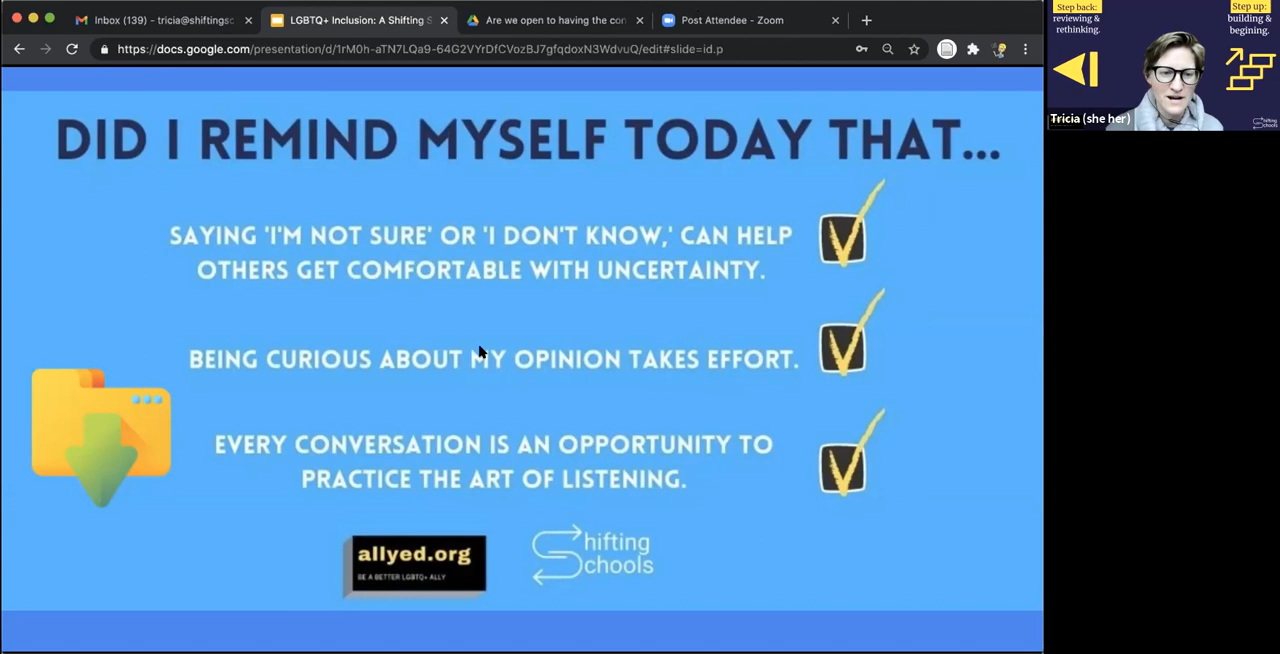 Inbox (139) - tricia@shiftingsc
LGBTQ+ Inclusion: A Shifting S
Are we open to having the con
Post Attendee - Zoom
https://docs.google.com/presentation/d/1rM0h-aTN7LQa9-64G2VYrDfCVozBJ7gfqdoxN3WdvuQ/edit#slide=id.p
DID I REMIND MYSELF TODAY THAT...
SAYING 'I'M NOT SURE' OR 'I DON'T KNOW,' CAN HELP
OTHERS GET COMFORTABLE WITH UNCERTAINTY.
BEING CURIOUS ABOUT MY OPINION TAKES EFFORT.
EVERY CONVERSATION IS AN OPPORTUNITY TO
PRACTICE THE ART OF LISTENING.
allyed.org
BE A BETTER LGBTQ+ ALLY
Shifting
Schools
Step back:
reviewing &
rethinking.
Step up:
building &
begining.
Tricia (she her)
Shifting
Schools